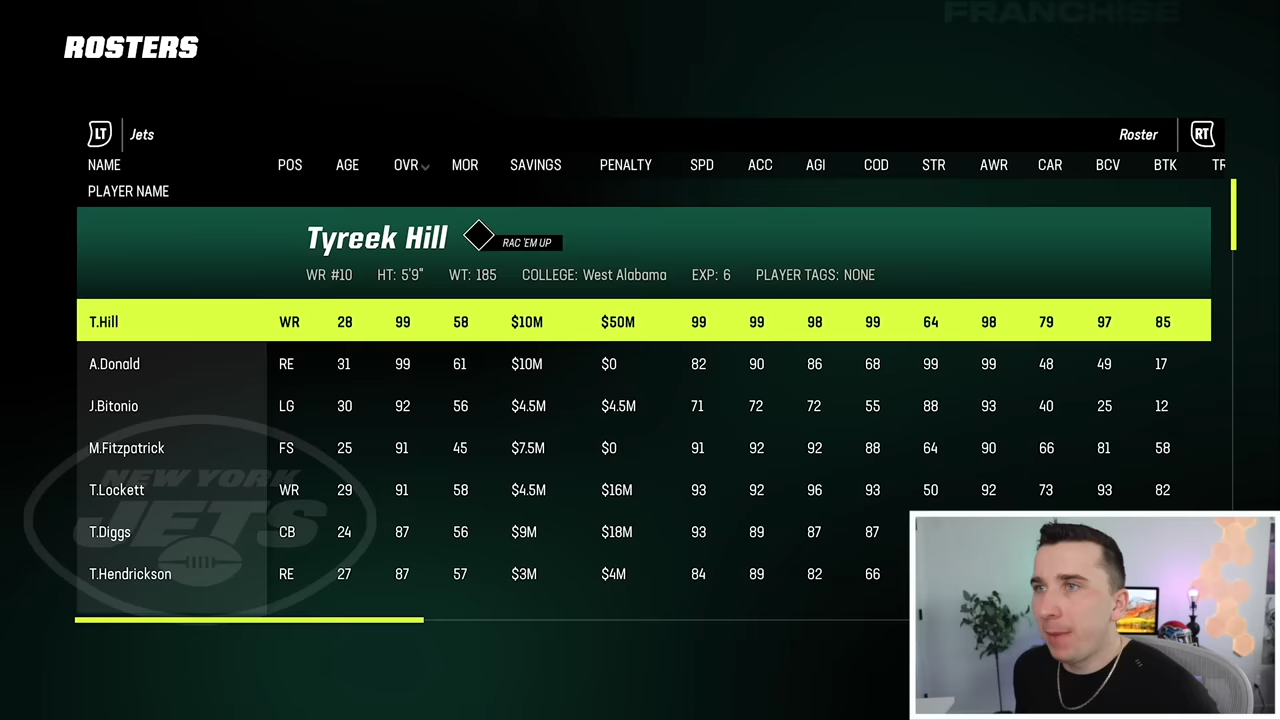 FRANCHISE
ROSTERS
LT Jets Roster RT
NAME POS AGE OVR MOR SAVINGS PENALTY SPD ACC AGI COD STR AWR CAR BCV BTK TR
PLAYER NAME
Tyreek Hill RAC 'EM UP
WR #10 HT: 5'9" WT: 185 COLLEGE: West Alabama EXP: 6 PLAYER TAGS: NONE
T.Hill WR 28 99 58 $10M $50M 99 99 98 99 64 98 79 97 85
A.Donald RE 31 99 61 $10M $0 82 90 86 68 99 99 48 49 17
J.Bitonio LG 30 92 56 $4.5M $4.5M 71 72 72 55 88 93 40 25 12
M.Fitzpatrick FS 25 91 45 $7.5M $0 91 92 92 88 64 90 66 81 58
T.Lockett WR 29 91 58 $4.5M $16M 93 92 96 93 50 92 73 93 82
T.Diggs CB 24 87 56 $9M $18M 93 89 87 87
T.Hendrickson RE 27 87 57 $3M $4M 84 89 82 66
NEW YORK
JETS